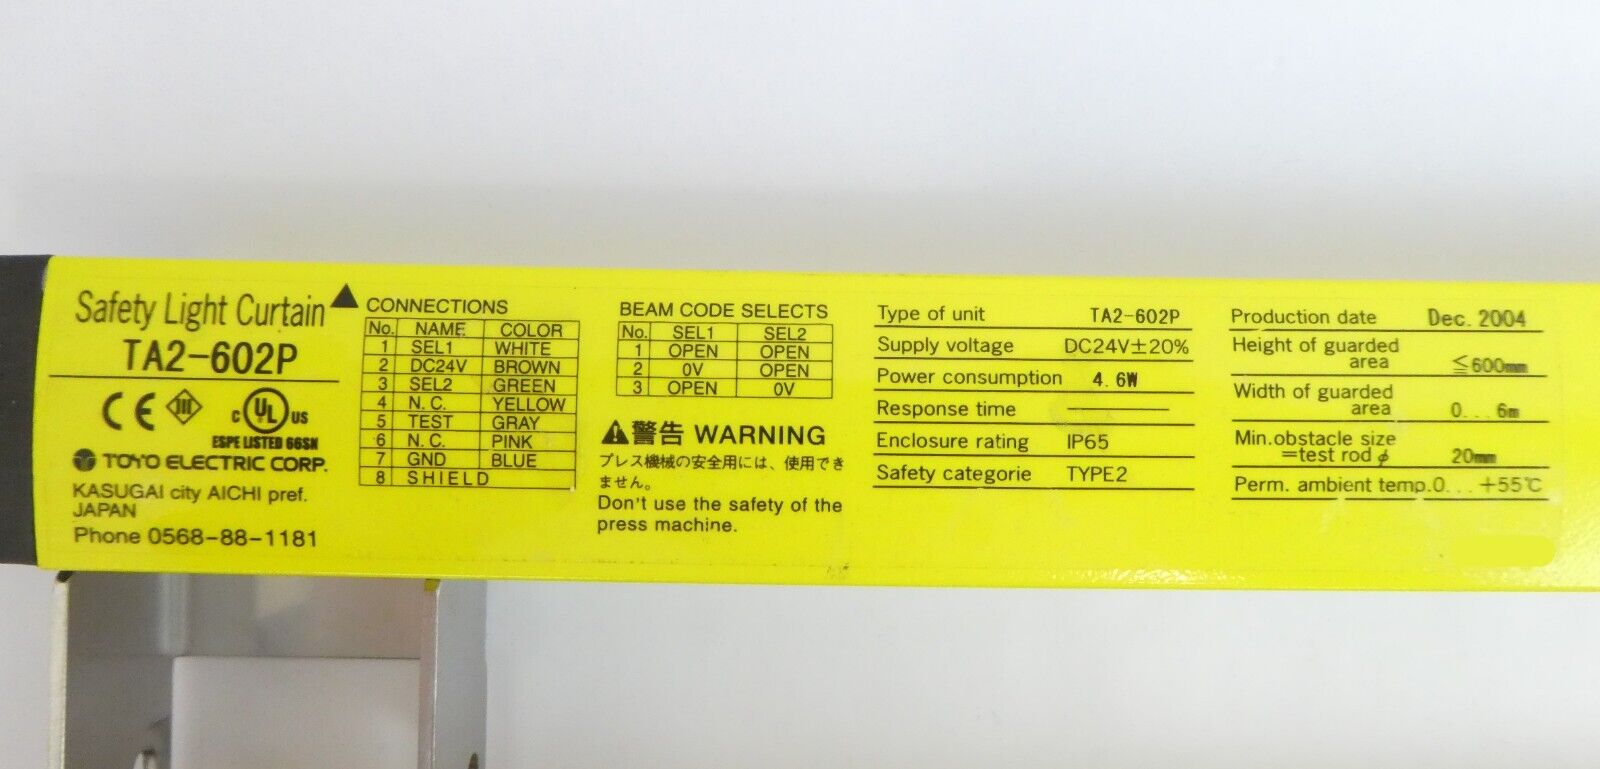 Safety Light Curtain
TA2-602P
CE
c UL US
ESPE LISTED 66SN
TOYO ELECTRIC CORP.
KASUGAI city AICHI pref.
JAPAN
Phone 0568-88-1181
CONNECTIONS
No. NAME COLOR
1 SEL1 WHITE
2 DC24V BROWN
3 SEL2 GREEN
4 N.C. YELLOW
5 TEST GRAY
6 N.C. PINK
7 GND BLUE
8 SHIELD
BEAM CODE SELECTS
No. SEL1 SEL2
1 OPEN OPEN
2 0V OPEN
3 OPEN 0V
警告 WARNING
プレス機械の安全用には、使用でき
ません。
Don't use the safety of the
press machine.
Type of unit TA2-602P
Supply voltage DC24V±20%
Power consumption 4.6W
Response time ————
Enclosure rating IP65
Safety categorie TYPE2
Production date Dec. 2004
Height of guarded
area ≦600mm
Width of guarded
area 0... 6m
Min.obstacle size
=test rod φ 20mm
Perm. ambient temp.0... +55℃